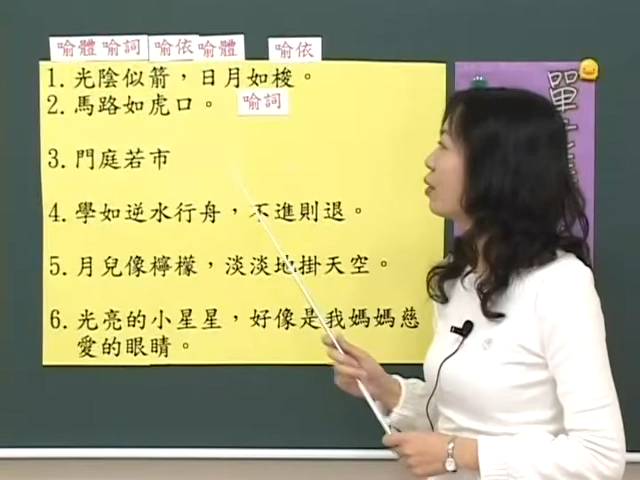 喻體 喻詞 喻依 喻體 喻依
1. 光陰似箭，日月如梭。
2. 馬路如虎口。 喻詞
3. 門庭若市
4. 學如逆水行舟，不進則退。
5. 月兒像檸檬，淡淡地掛天空。
6. 光亮的小星星，好像是我媽媽慈
愛的眼睛。
單